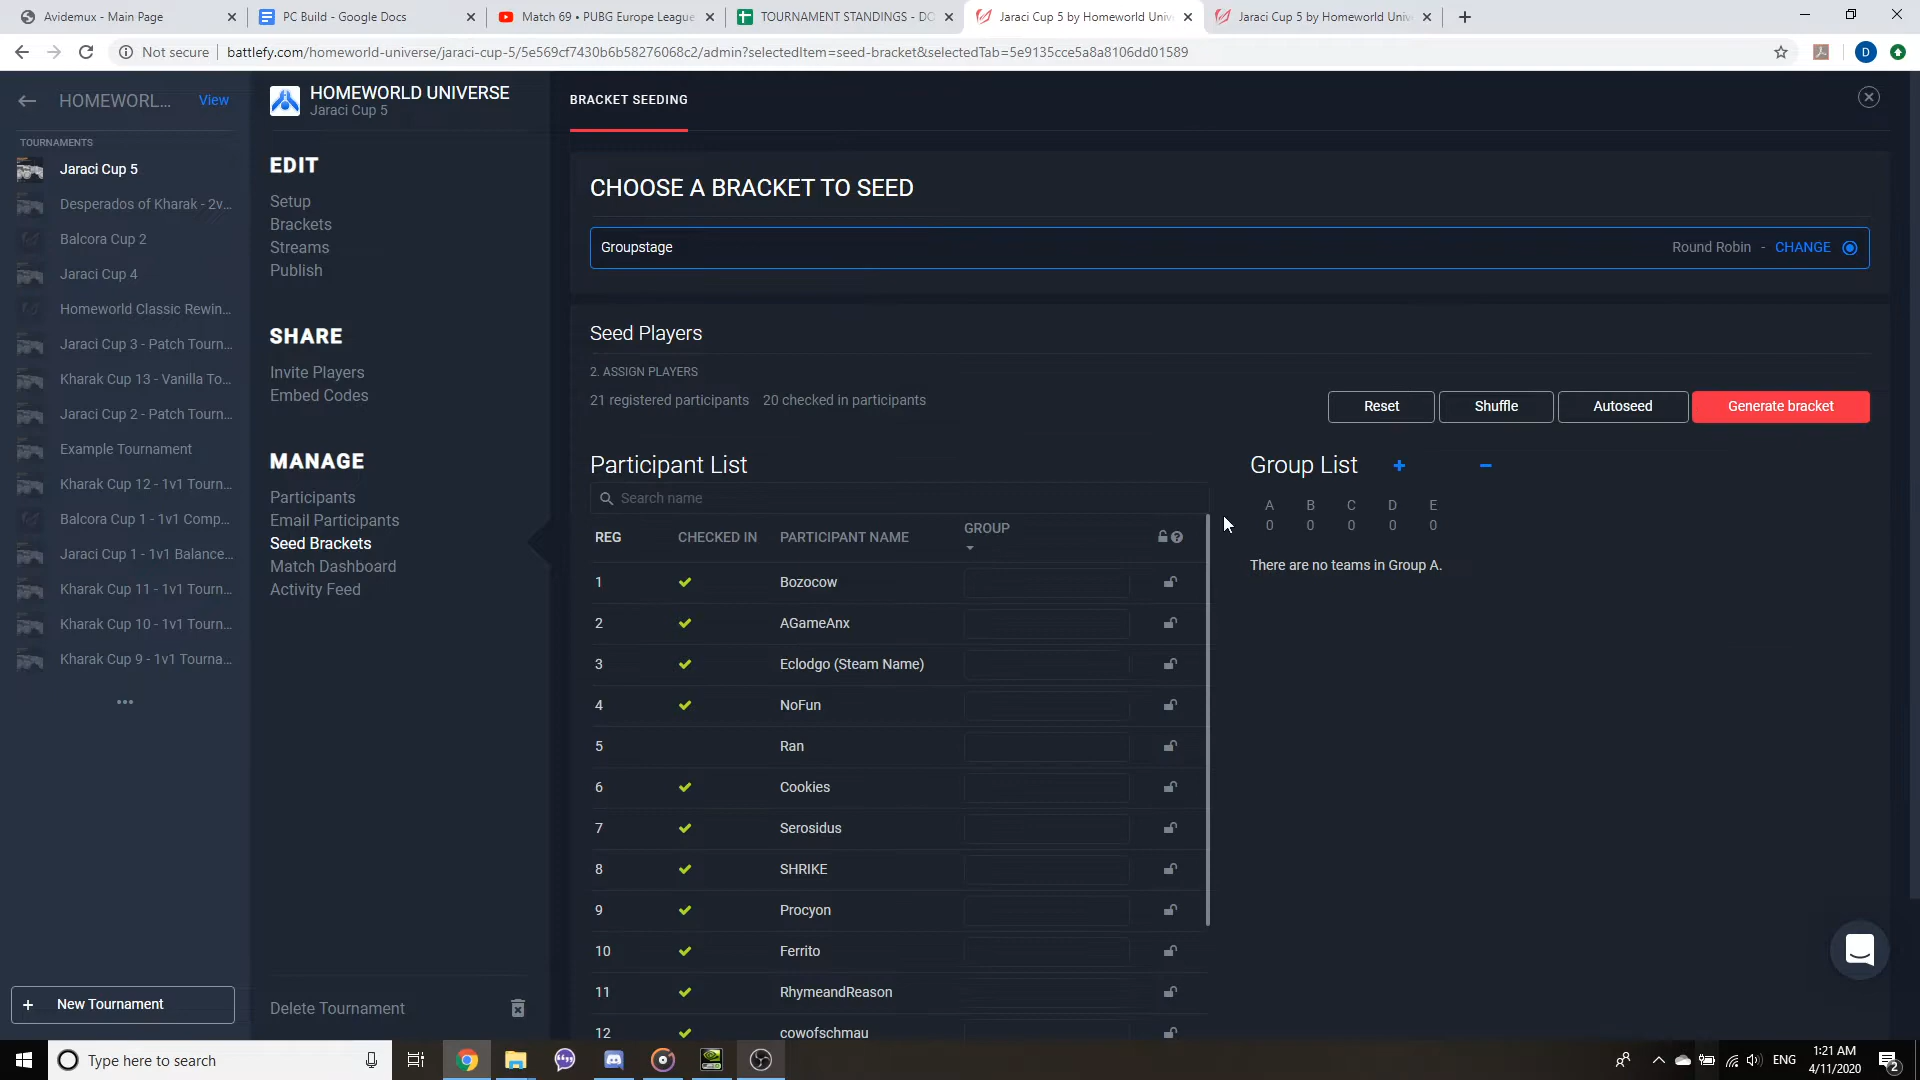 Avidemux - Main Page
PC Build - Google Docs
Match 69 • PUBG Europe League
TOURNAMENT STANDINGS - DO
Jaraci Cup 5 by Homeworld Univ
Jaraci Cup 5 by Homeworld Univ
Not secure
battlefy.com/homeworld-universe/jaraci-cup-5/5e569cf7430b6b58276068c2/admin?selectedItem=seed-bracket&selectedTab=5e9135cce5a8a8106dd01589
D
HOMEWORL...
View
TOURNAMENTS
Jaraci Cup 5
Desperados of Kharak - 2v...
Balcora Cup 2
Jaraci Cup 4
Homeworld Classic Rewin...
Jaraci Cup 3 - Patch Tourn...
Kharak Cup 13 - Vanilla To...
Jaraci Cup 2 - Patch Tourn...
Example Tournament
Kharak Cup 12 - 1v1 Tourn...
Balcora Cup 1 - 1v1 Comp...
Jaraci Cup 1 - 1v1 Balance...
Kharak Cup 11 - 1v1 Tourn...
Kharak Cup 10 - 1v1 Tourn...
Kharak Cup 9 - 1v1 Tourna...
•••
+ New Tournament
HOMEWORLD UNIVERSE
Jaraci Cup 5
EDIT
Setup
Brackets
Streams
Publish
SHARE
Invite Players
Embed Codes
MANAGE
Participants
Email Participants
Seed Brackets
Match Dashboard
Activity Feed
Delete Tournament
BRACKET SEEDING
CHOOSE A BRACKET TO SEED
Groupstage
Round Robin - CHANGE
Seed Players
2. ASSIGN PLAYERS
21 registered participants 20 checked in participants
Reset
Shuffle
Autoseed
Generate bracket
Participant List
Search name
REG CHECKED IN PARTICIPANT NAME GROUP
1 Bozocow
2 AGameAnx
3 Eclodgo (Steam Name)
4 NoFun
5 Ran
6 Cookies
7 Serosidus
8 SHRIKE
9 Procyon
10 Ferrito
11 RhymeandReason
12 cowofschmau
Group List + −
A B C D E
0 0 0 0 0
There are no teams in Group A.
Type here to search
ENG
1:21 AM
4/11/2020
2